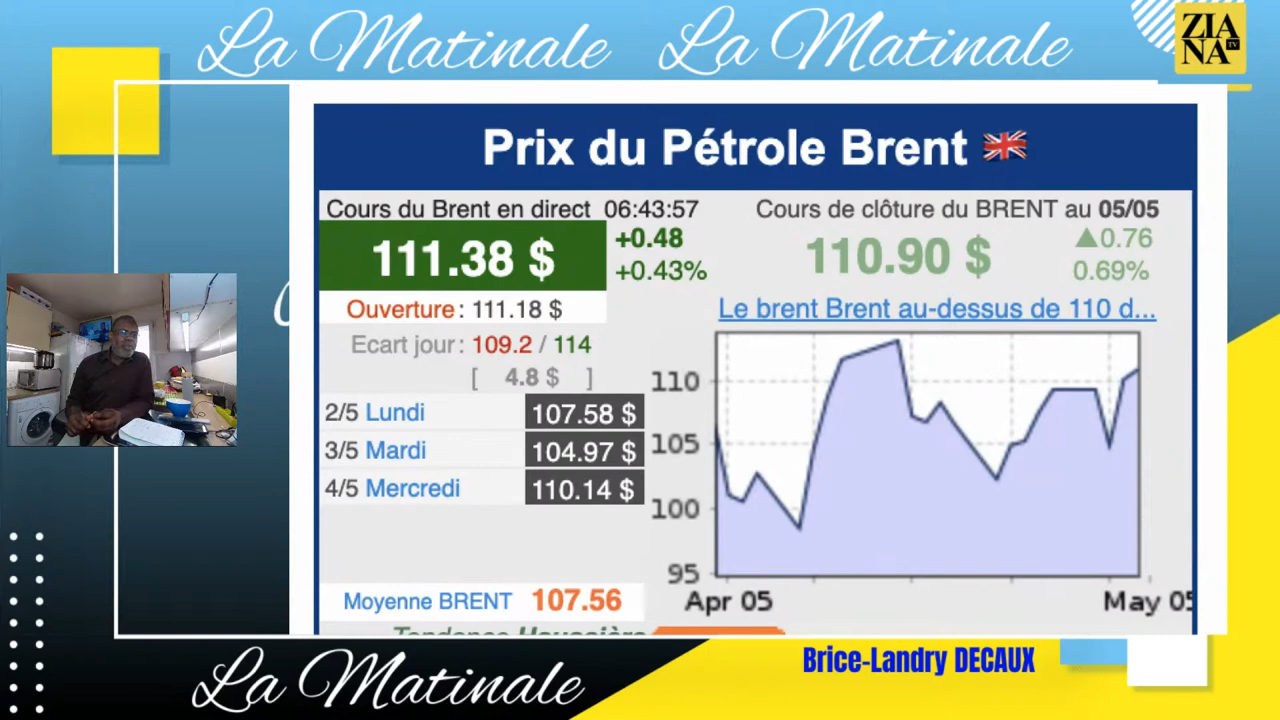 La Matinale La Matinale
ZIA
NA TV
Prix du Pétrole Brent
Cours du Brent en direct 06:43:57
111.38 $
+0.48
+0.43%
Ouverture : 111.18 $
Ecart jour : 109.2 / 114
[ 4.8 $ ]
2/5 Lundi 107.58 $
3/5 Mardi 104.97 $
4/5 Mercredi 110.14 $
Moyenne BRENT 107.56
Tendance Haussière
Cours de clôture du BRENT au 05/05
110.90 $
▲0.76
0.69%
Le brent Brent au-dessus de 110 d...
110
105
100
95
Apr 05
May 05
La Matinale
Brice-Landry DECAUX